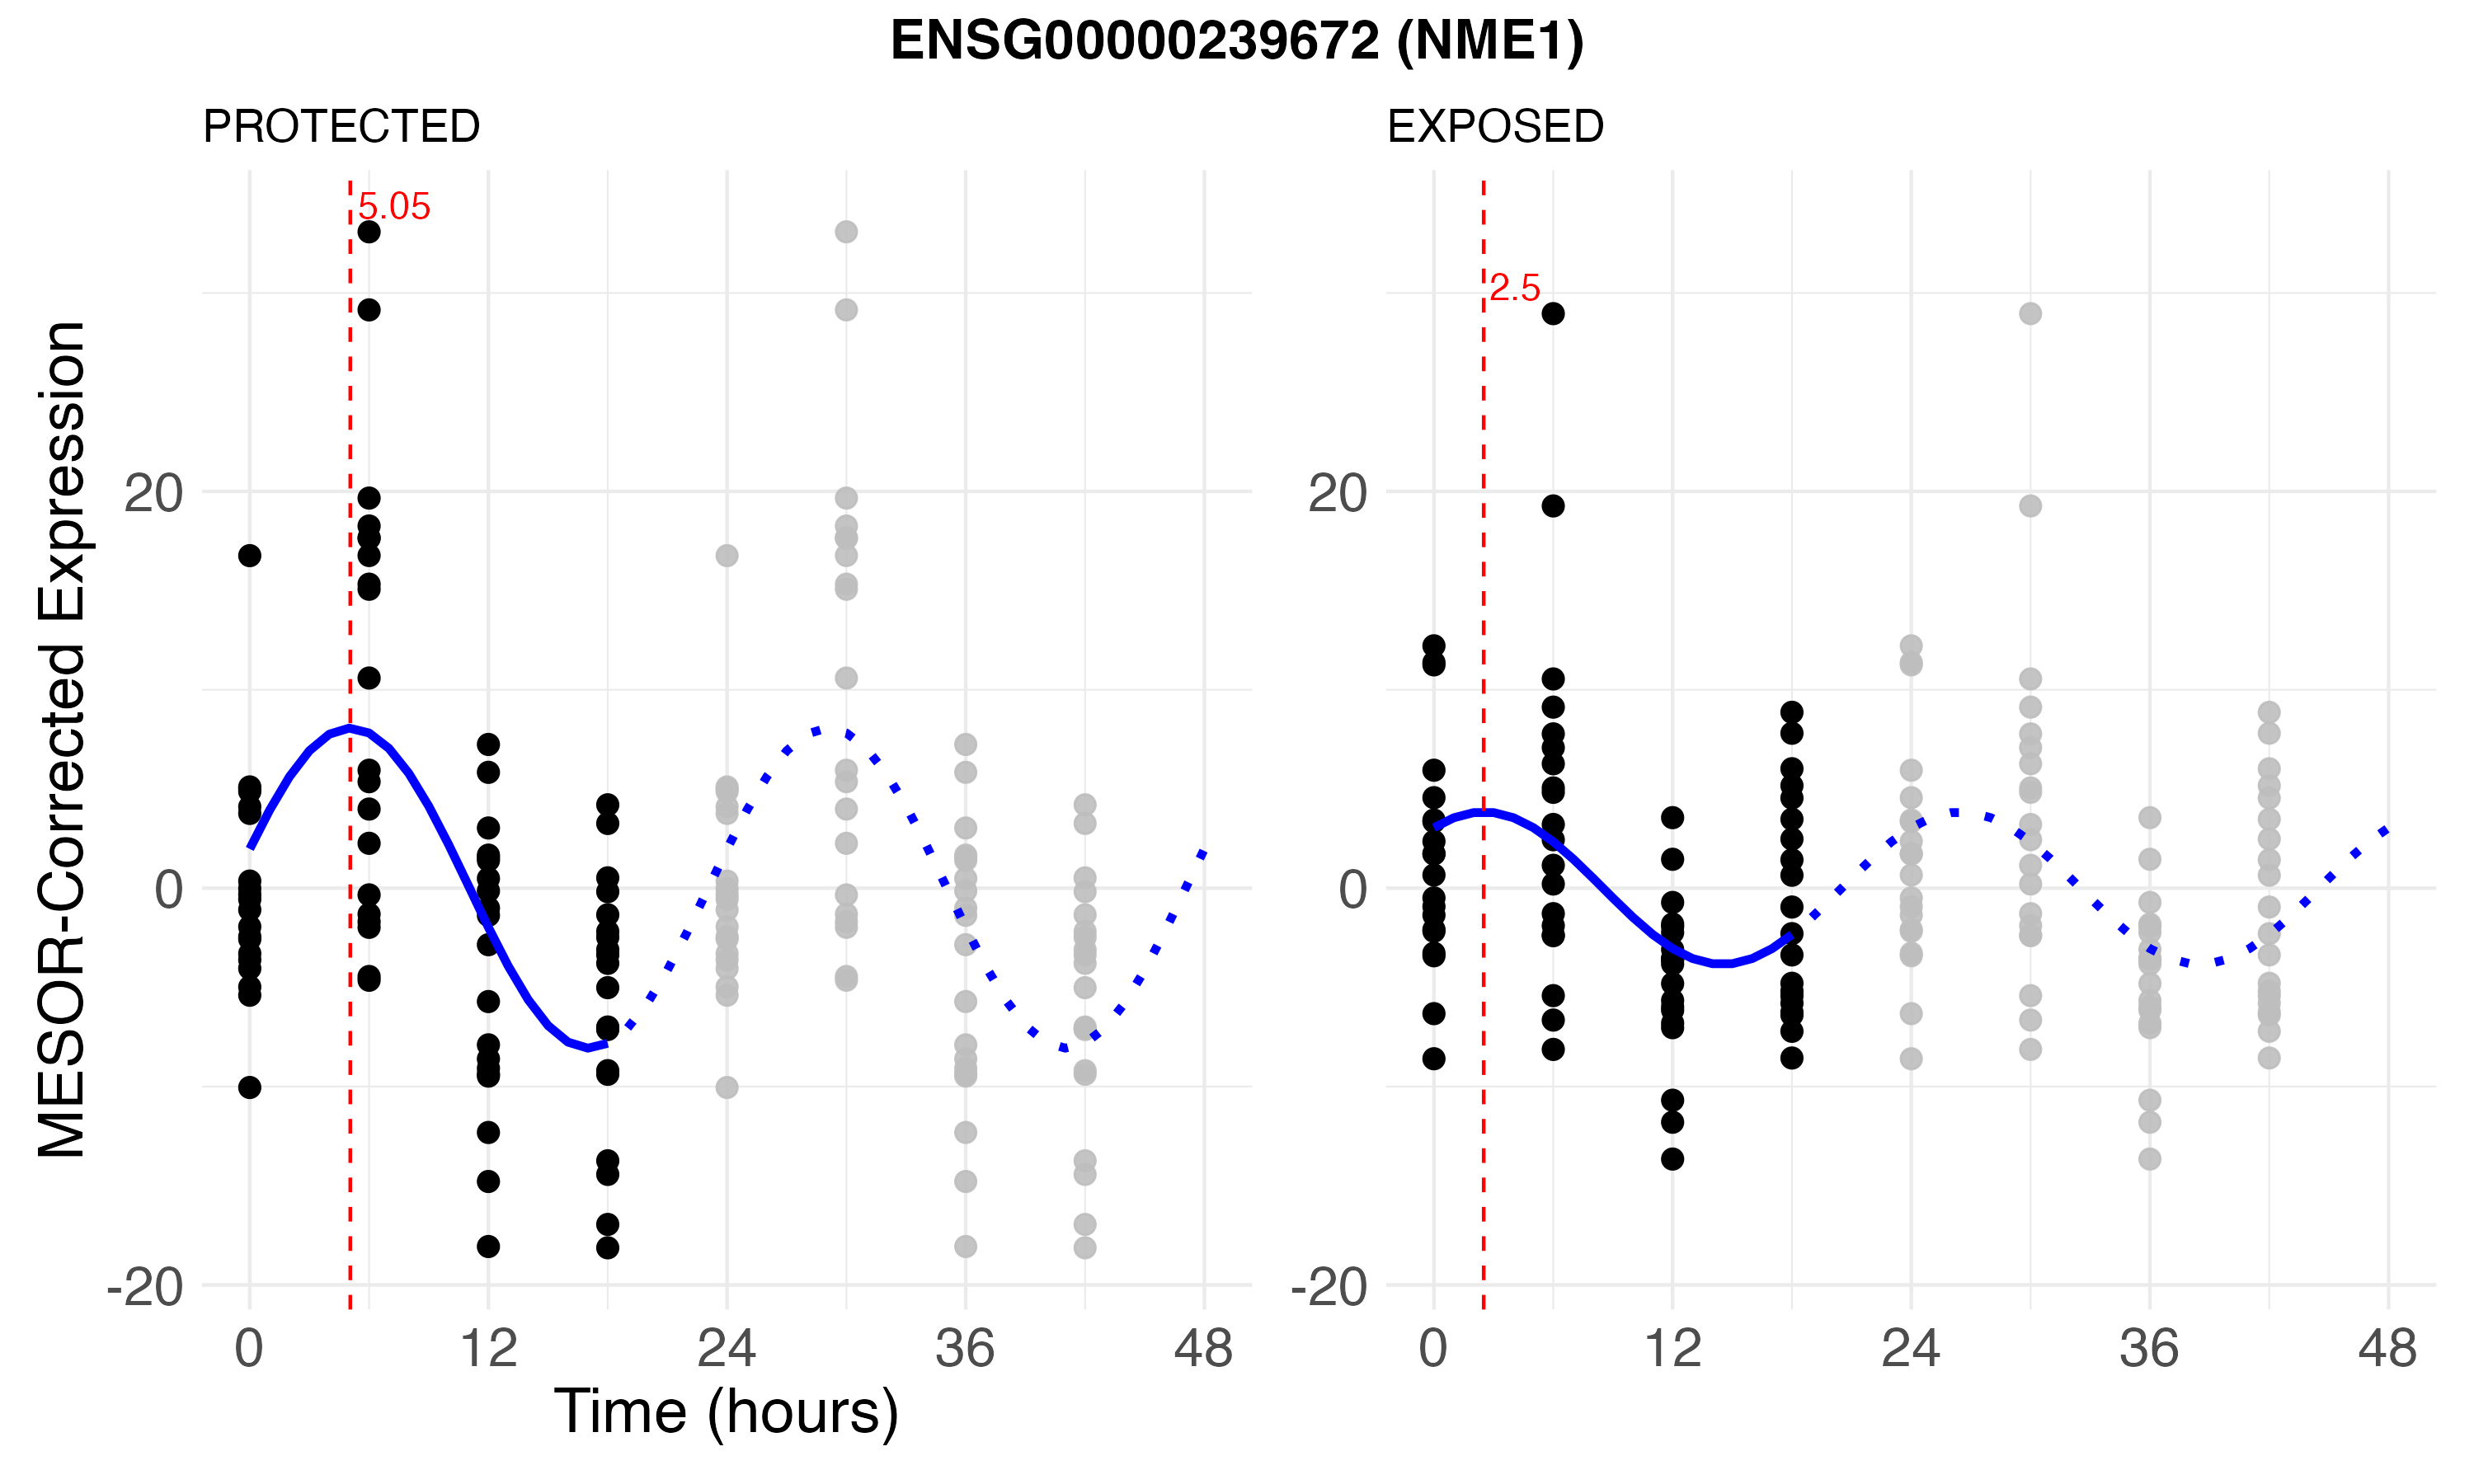 ENSG00000239672 (NME1)
PROTECTED
EXPOSED
5.05
2.5
MESOR-Corrected Expression
20
0
-20
20
0
-20
0 12 24 36 48
0 12 24 36 48
Time (hours)